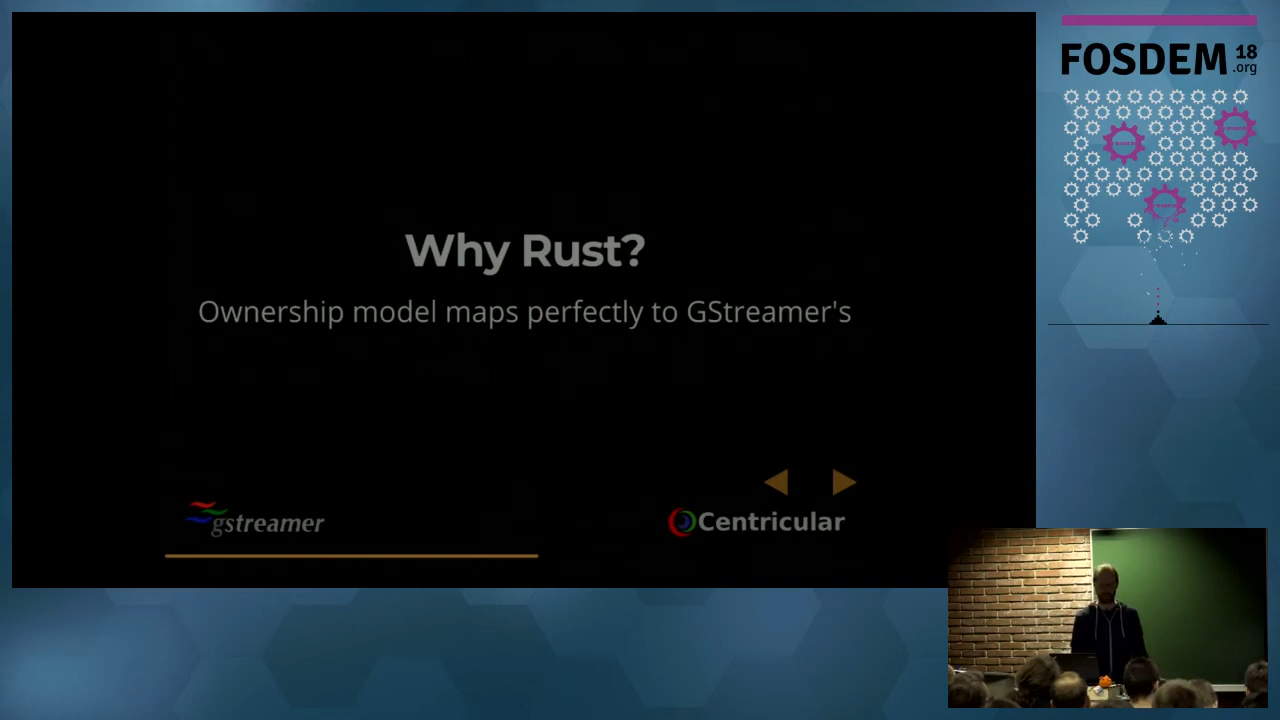 Why Rust?
Ownership model maps perfectly to GStreamer's
gstreamer
Centricular
FOSDEM 18
.org